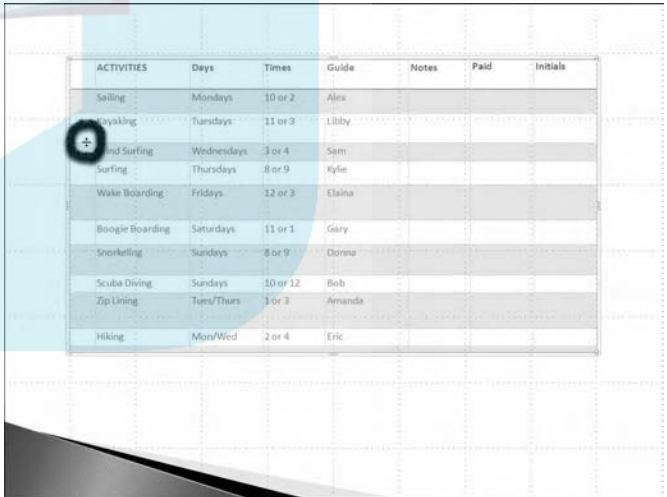 ACTIVITIES Days Times Guide Notes Paid Initials
Sailing Mondays 10 or 2 Alex
Kayaking Tuesdays 11 or 3 Libby
Surfing Wednesdays 3 or 4 Sam
Surfing Thursdays 8 or 9 Kylie
Wake Boarding Fridays 12 or 3 Elaina
Boogie Boarding Saturdays 11 or 1 Gary
Snorkeling Sundays 8 or 9 Donna
Scuba Diving Sundays 10 or 12 Bob
Zip Lining Tues/Thurs 1 or 3 Amanda
Hiking Mon/Wed 2 or 4 Eric